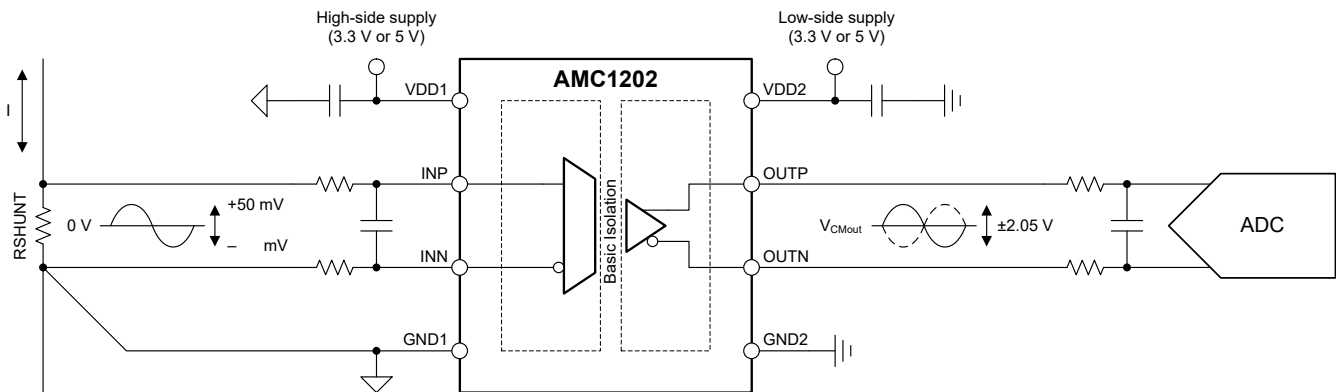 High-side supply
(3.3 V or 5 V)
Low-side supply
(3.3 V or 5 V)
AMC1202
I
VDD1
VDD2
INP
OUTP
RSHUNT
0 V
+50 mV
– mV
Basic Isolation
VCMout
±2.05 V
ADC
INN
OUTN
GND1
GND2